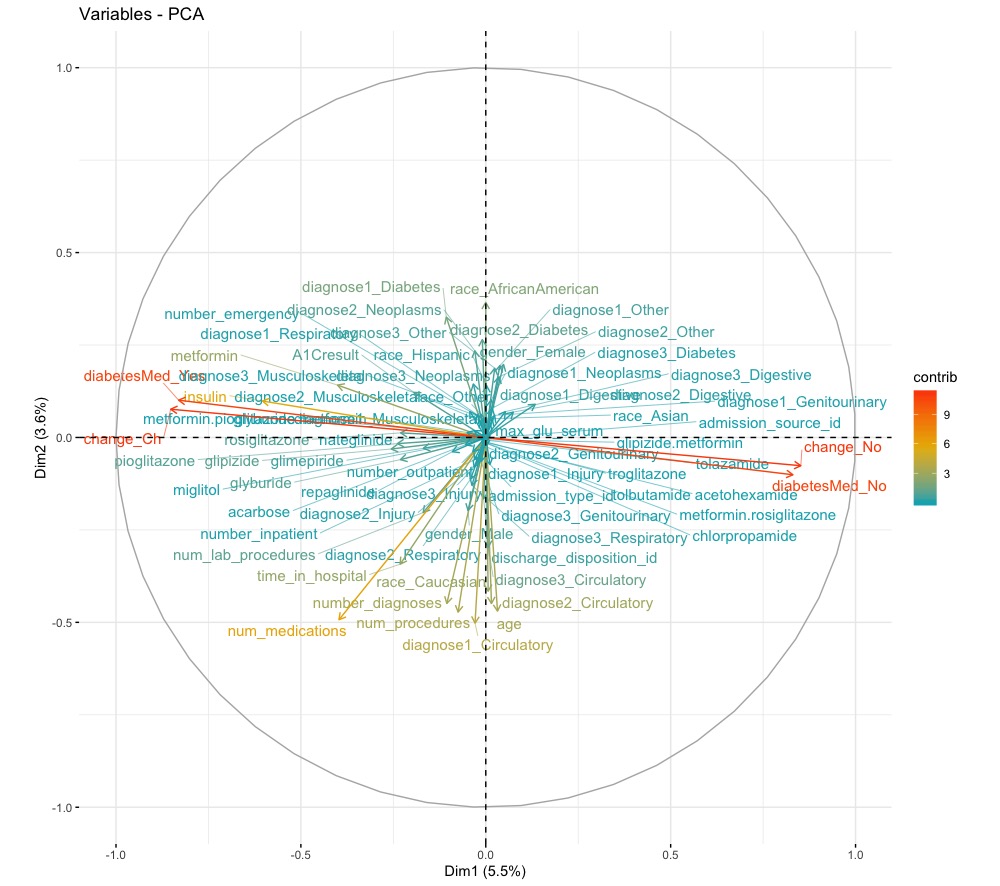 Variables - PCA
1.0
0.5
0.0
-0.5
-1.0
Dim2 (3.6%)
diagnose1_Diabetes
race_AfricanAmerican
number_emergency
diagnose2_Neoplasms
diagnose1_Other
diagnose1_Respiratory
diagnose3_Other
diagnose2_Diabetes
diagnose2_Other
metformin
A1Cresult
race_Hispanic
gender_Female
diagnose3_Diabetes
diabetesMed_Yes
diagnose3_Musculoskeletal
diagnose3_Neoplasms
diagnose1_Neoplasms
diagnose3_Digestive
insulin
diagnose2_Musculoskeletal
race_Other
diagnose1_Digestive
diagnose2_Digestive
diagnose1_Genitourinary
diagnose1_Musculoskeletal
race_Asian
admission_source_id
change_Ch
rosiglitazone
nateglinide
max_glu_serum
glipizide.metformin
change_No
pioglitazone
glipizide
glimepiride
diagnose2_Genitourinary
tolazamide
number_outpatient
diagnose1_Injury
troglitazone
diabetesMed_No
miglitol
glyburide
repaglinide
diagnose3_Injury
admission_type_id
tolbutamide
acetohexamide
acarbose
diagnose2_Injury
diagnose3_Genitourinary
metformin.rosiglitazone
number_inpatient
gender_Male
diagnose3_Respiratory
chlorpropamide
num_lab_procedures
diagnose2_Respiratory
discharge_disposition_id
time_in_hospital
race_Caucasian
diagnose3_Circulatory
number_diagnoses
diagnose2_Circulatory
num_medications
num_procedures
age
diagnose1_Circulatory
-1.0
-0.5
0.0
0.5
1.0
Dim1 (5.5%)
contrib
9
6
3